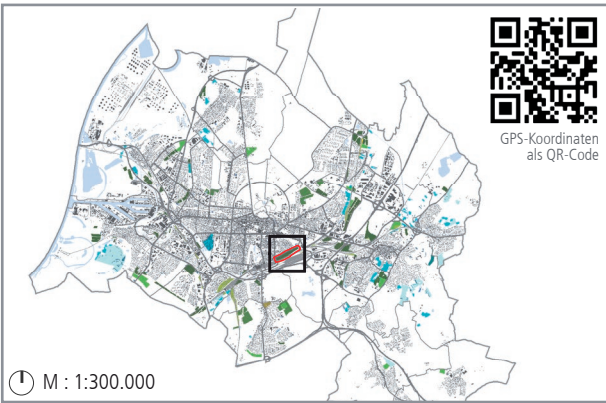 GPS-Koordinaten
als QR-Code
M : 1:300.000